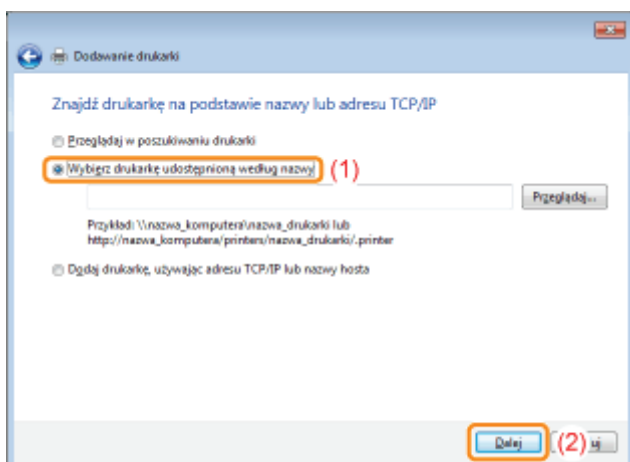 Dodawanie drukarki
Znajdź drukarkę na podstawie nazwy lub adresu TCP/IP
Przeglądaj w poszukiwaniu drukarki
Wybierz drukarkę udostępnioną według nazwy (1)
Przeglądaj...
Przykład: \\nazwa_komputera\nazwa_drukarki lub
http://nazwa_komputera/printers/nazwa_drukarki/.printer
Dodaj drukarkę, używając adresu TCP/IP lub nazwy hosta
Dalej (2) uj